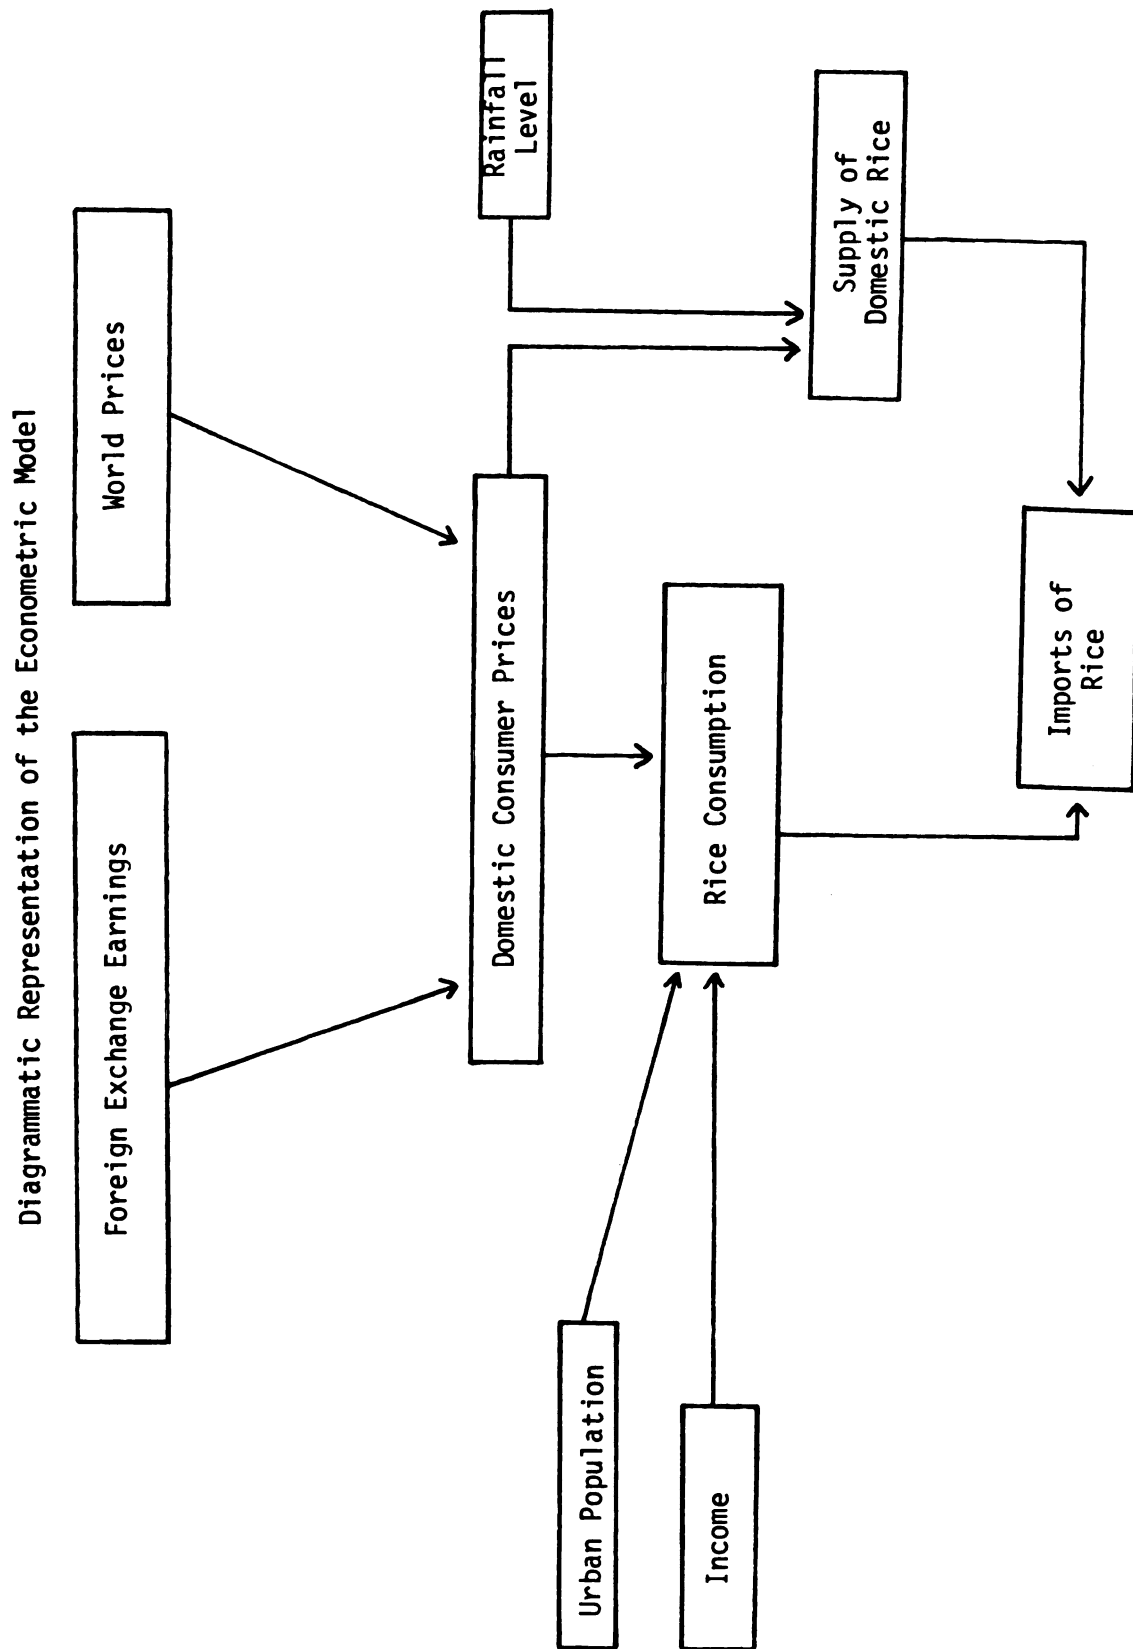 Diagrammatic Representation of the Econometric Model
Foreign Exchange Earnings
World Prices
Domestic Consumer Prices
Rainfall
Level
Urban Population
Income
Rice Consumption
Supply of
Domestic Rice
Imports of
Rice